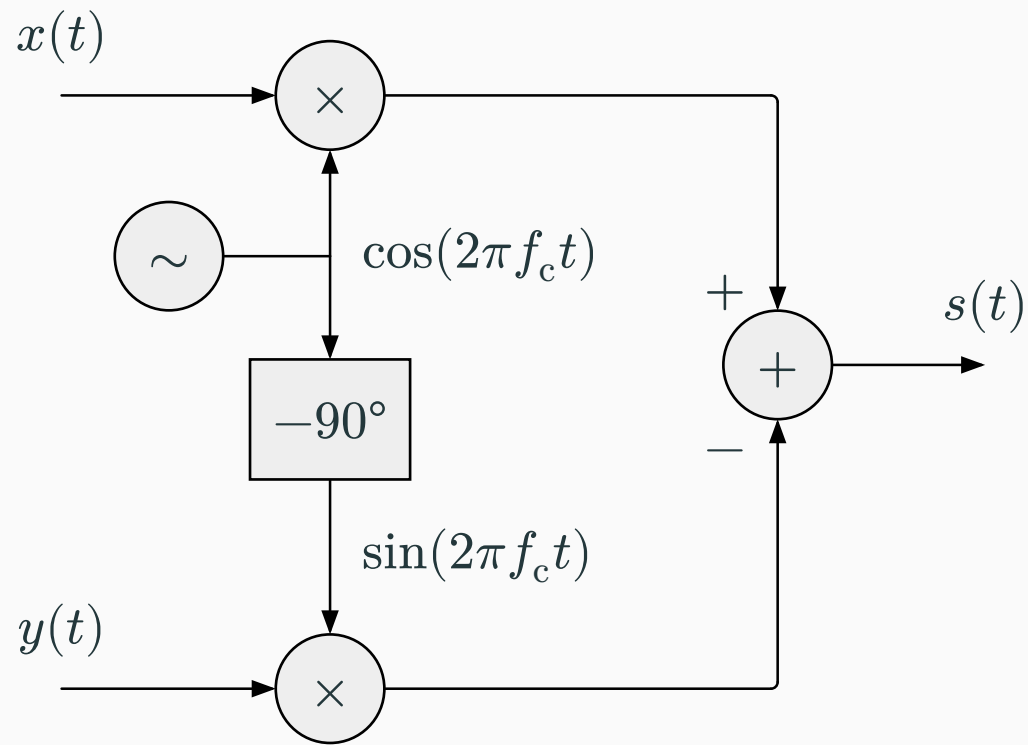 x(t)
×
∼
cos(2πf_c t)
+
s(t)
+
−90°
−
sin(2πf_c t)
y(t)
×